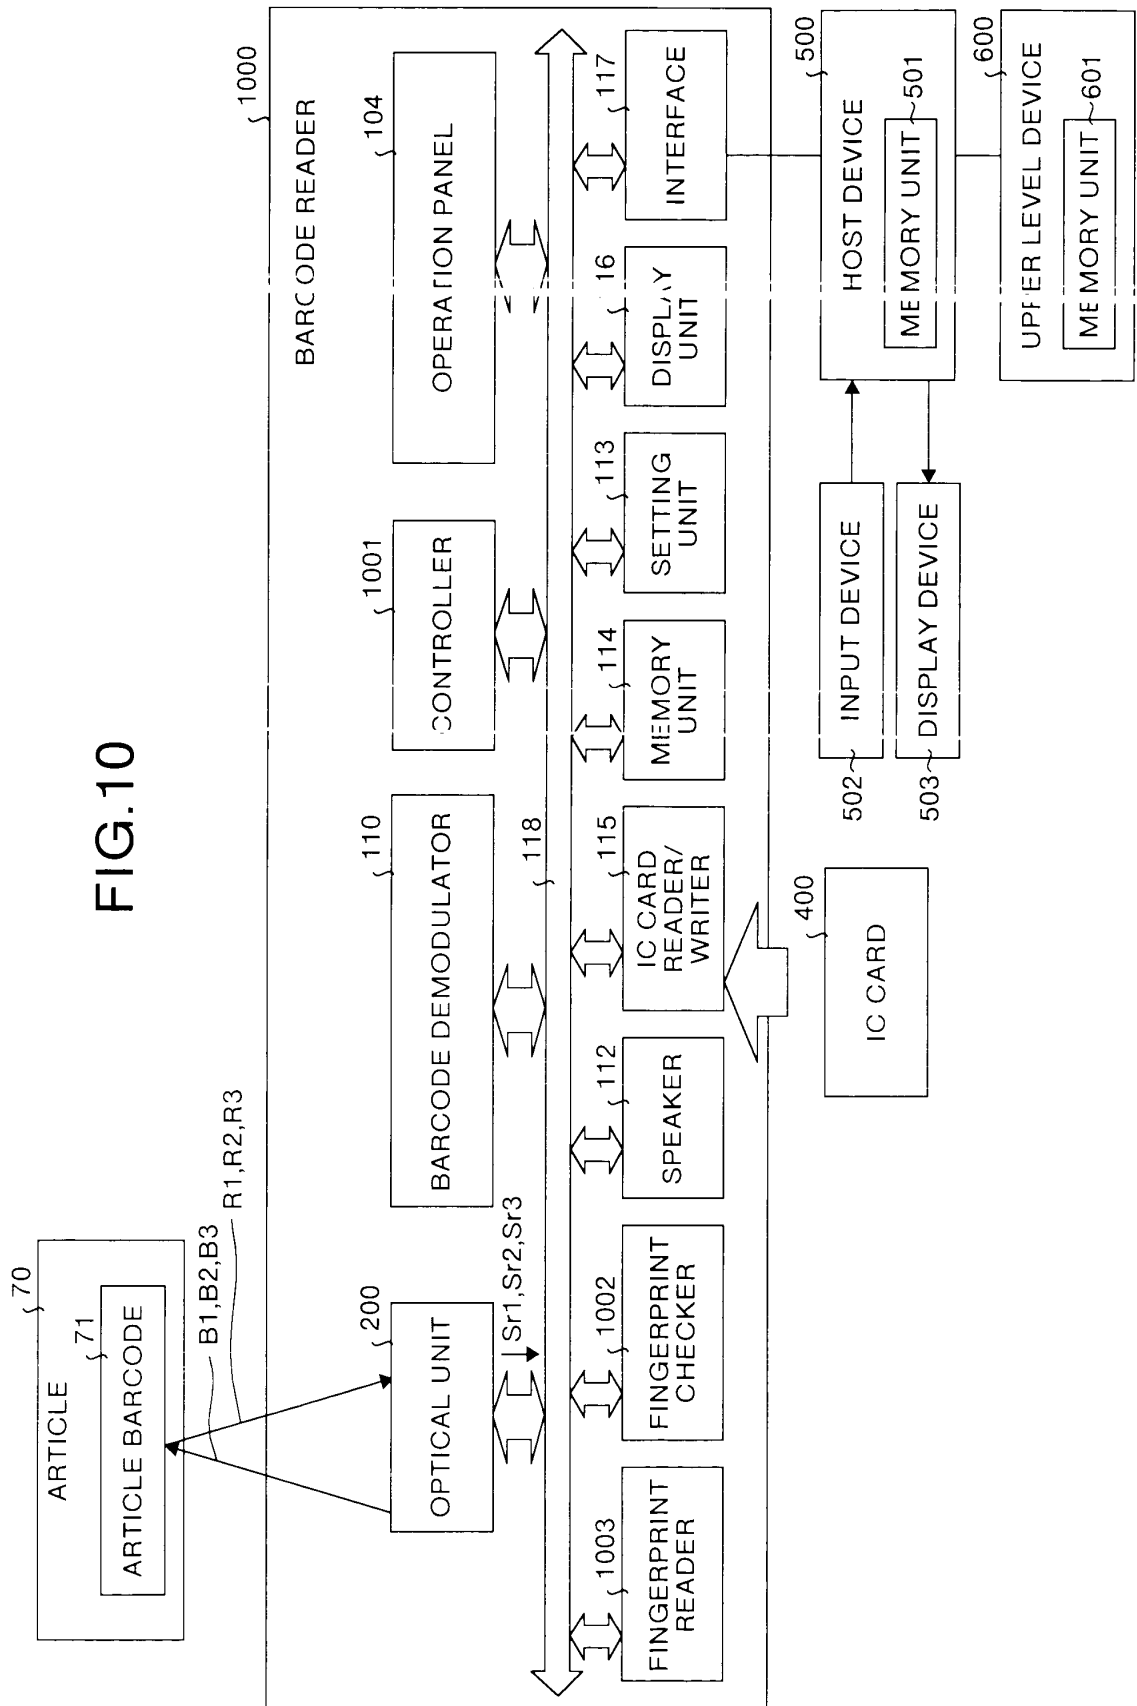 FIG.10
ARTICLE
70
ARTICLE BARCODE
71
B1,B2,B3
R1,R2,R3
BARCODE READER
1000
OPTICAL UNIT
200
BARCODE DEMODULATOR
110
CONTROLLER
1001
OPERATION PANEL
104
Sr1,Sr2,Sr3
118
FINGERPRINT
READER
1003
FINGERPRINT
CHECKER
1002
SPEAKER
112
IC CARD
READER/
WRITER
115
MEMORY
UNIT
114
SETTING
UNIT
113
DISPLAY
UNIT
16
INTERFACE
117
IC CARD
400
INPUT DEVICE
502
DISPLAY DEVICE
503
HOST DEVICE
500
MEMORY UNIT
501
UPPER LEVEL DEVICE
600
MEMORY UNIT
601